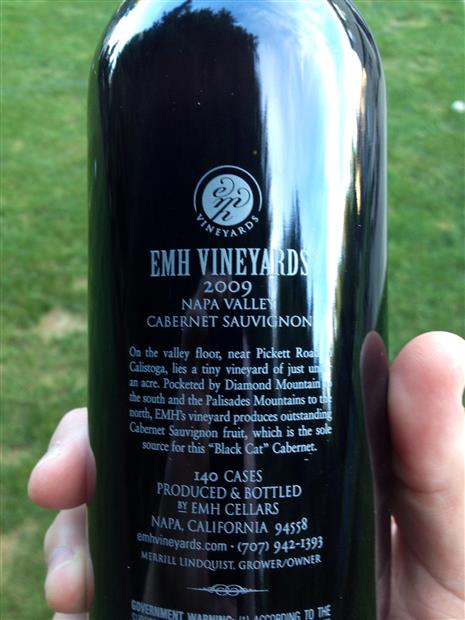 emh
VINEYARDS
EMH VINEYARDS
2009
NAPA VALLEY
CABERNET SAUVIGNON
On the valley floor, near Pickett Road
Calistoga, lies a tiny vineyard of just
an acre. Pocketed by Diamond Mountain
the south and the Palisades Mountains to the
north, EMH's vineyard produces outstanding
Cabernet Sauvignon fruit, which is the sole
source for this "Black Cat" Cabernet.
140 CASES
PRODUCED & BOTTLED
BY EMH CELLARS
NAPA, CALIFORNIA 94558
emhvineyards.com • (707) 942-1393
MERRILL LINDQUIST, GROWER/OWNER
GOVERNMENT WARNING: (1) ACCORDING TO THE